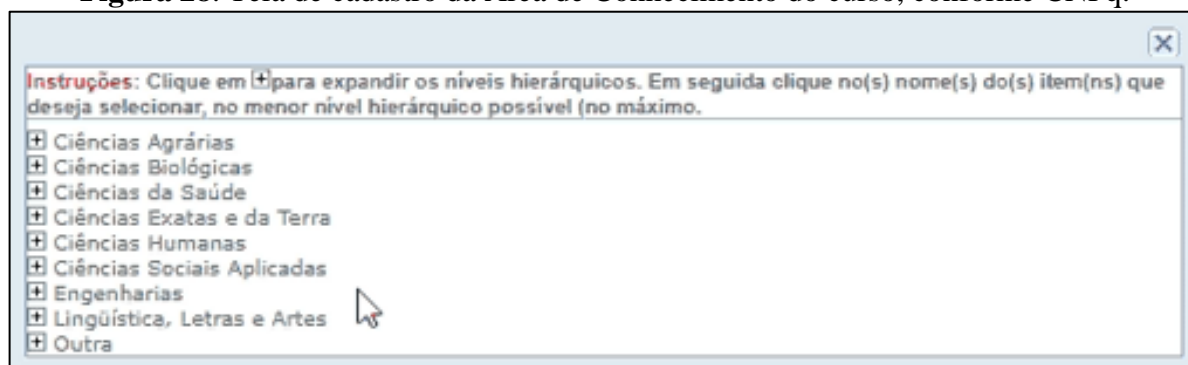 Figura 28: Tela de cadastro da Área de Conhecimento do curso, conforme CNPq.
Instruções: Clique em para expandir os níveis hierárquicos. Em seguida clique no(s) nome(s) do(s) item(ns) que
deseja selecionar, no menor nível hierárquico possível (no máximo.
Ciências Agrárias
Ciências Biológicas
Ciências da Saúde
Ciências Exatas e da Terra
Ciências Humanas
Ciências Sociais Aplicadas
Engenharias
Lingüística, Letras e Artes
Outra